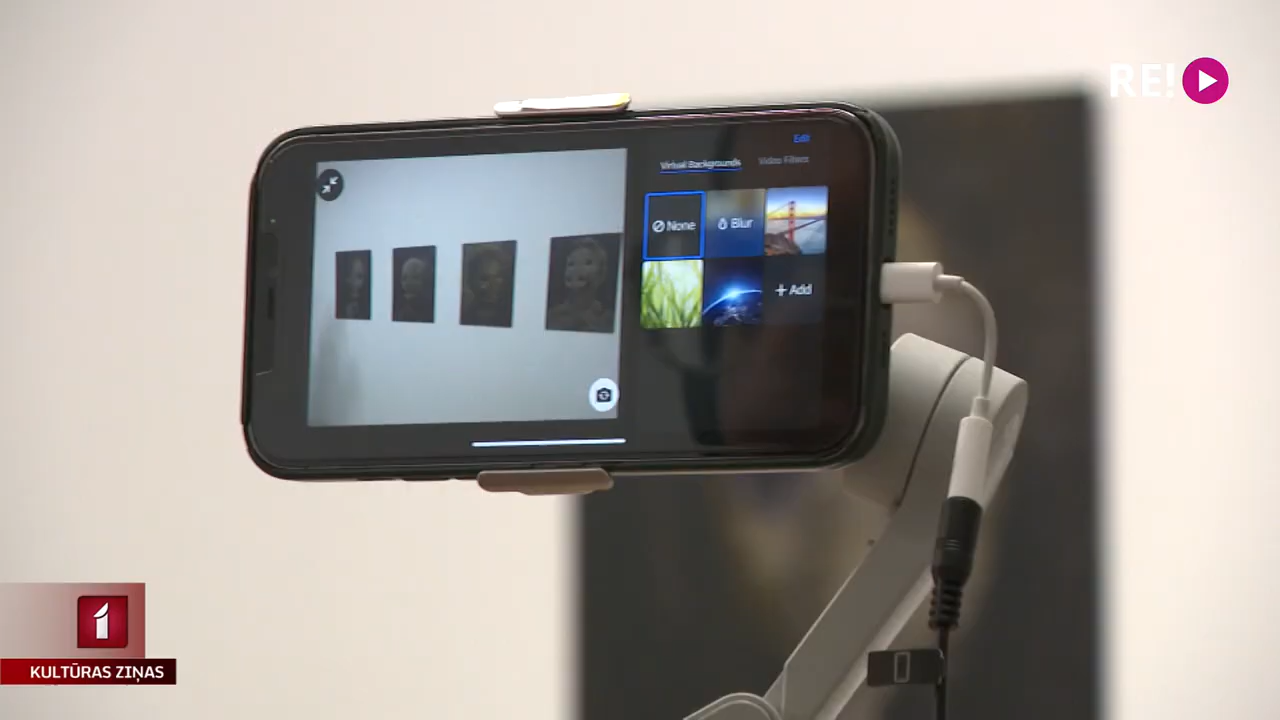 RE!
Edit
Virtual Backgrounds
Video Filters
None
Blur
+ Add
1
KULTŪRAS ZIŅAS